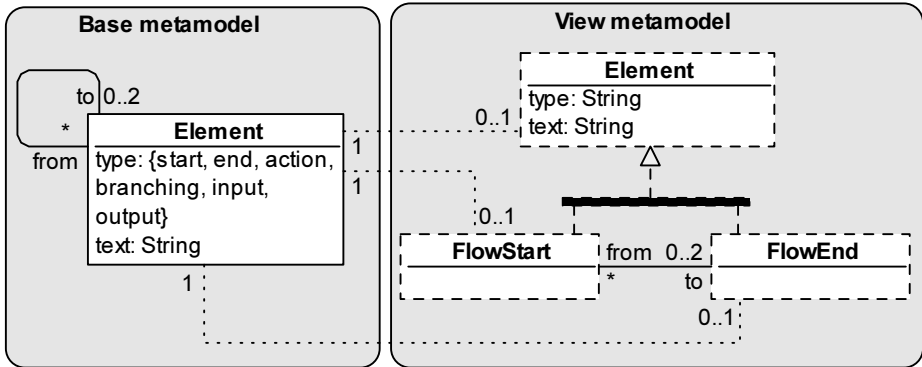 Base metamodel
to 0..2
*
from
Element
type: {start, end, action,
branching, input,
output}
text: String
1
1
1
View metamodel
Element
type: String
text: String
0..1
0..1
FlowStart
from 0..2
* to
FlowEnd
0..1